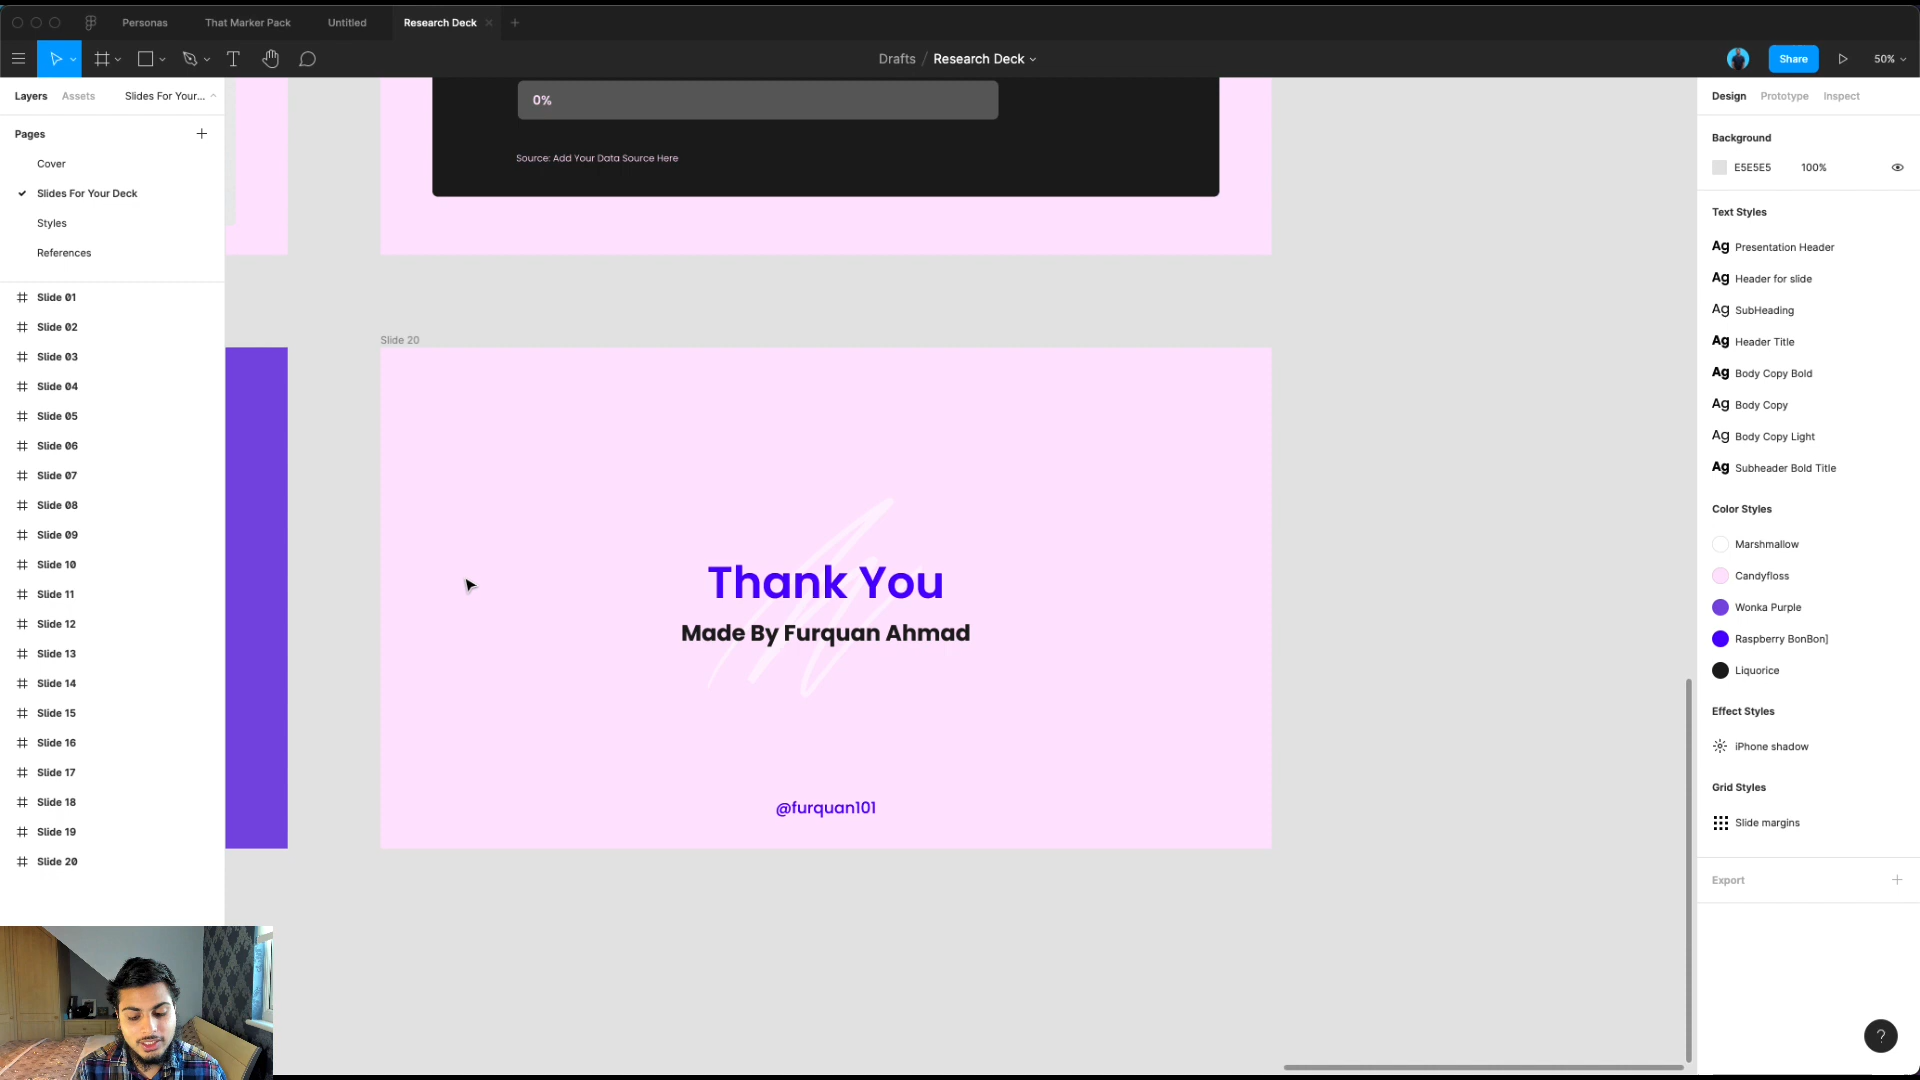 Personas
That Marker Pack
Untitled
Research Deck
Drafts / Research Deck
Share
50%
Layers
Assets
Slides For Your...
Pages
Cover
Slides For Your Deck
Styles
References
Slide 01
Slide 02
Slide 03
Slide 04
Slide 05
Slide 06
Slide 07
Slide 08
Slide 09
Slide 10
Slide 11
Slide 12
Slide 13
Slide 14
Slide 15
Slide 16
Slide 17
Slide 18
Slide 19
Slide 20
0%
Source: Add Your Data Source Here
Slide 20
Thank You
Made By Furquan Ahmad
@furquan101
Design
Prototype
Inspect
Background
E5E5E5 100%
Text Styles
Ag Presentation Header
Ag Header for slide
Ag SubHeading
Ag Header Title
Ag Body Copy Bold
Ag Body Copy
Ag Body Copy Light
Ag Subheader Bold Title
Color Styles
Marshmallow
Candyfloss
Wonka Purple
Raspberry BonBon]
Liquorice
Effect Styles
iPhone shadow
Grid Styles
Slide margins
Export
?